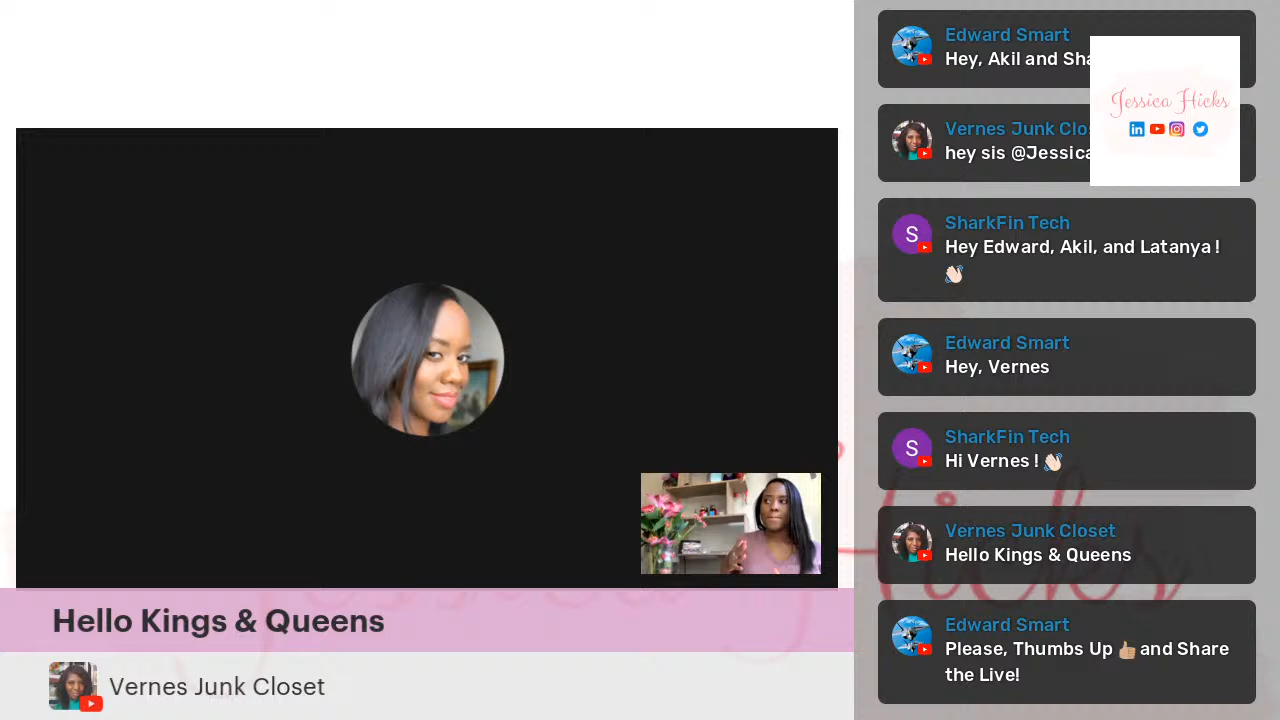 Edward Smart
Hey, Akil and Sha
Vernes Junk Clos
hey sis @Jessica
Jessica Hicks
SharkFin Tech
Hey Edward, Akil, and Latanya !
👋🏻
Edward Smart
Hey, Vernes
SharkFin Tech
Hi Vernes ! 👋🏻
Vernes Junk Closet
Hello Kings & Queens
Edward Smart
Please, Thumbs Up 👍🏽 and Share
the Live!
Hello Kings & Queens
Vernes Junk Closet